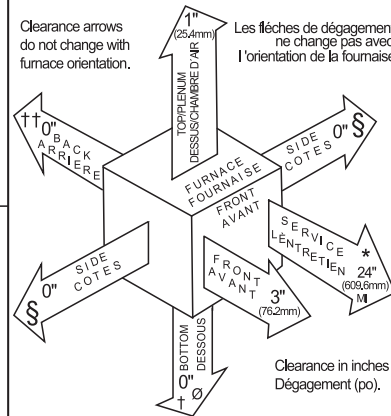 Clearance arrows
do not change with
furnace orientation.
Les fléches de dégagement
ne change pas avec
l'orientation de la fournaise
1"
(25.4mm)
TOP/PLENUM
DESSUS/CHAMBRE D'AIR
†† 0"
BACK
ARRIERE
SIDE
COTES
0" §
FURNACE
FOURNAISE
FRONT
AVANT
SERVICE
LÉNTRETIEN
*
24"
(609.6mm)
MI
§ 0"
SIDE
COTES
FRONT
AVANT
3"
(76.2mm)
BOTTOM
DESSOUS
0"
† Ø
Clearance in inches
Dégagement (po).